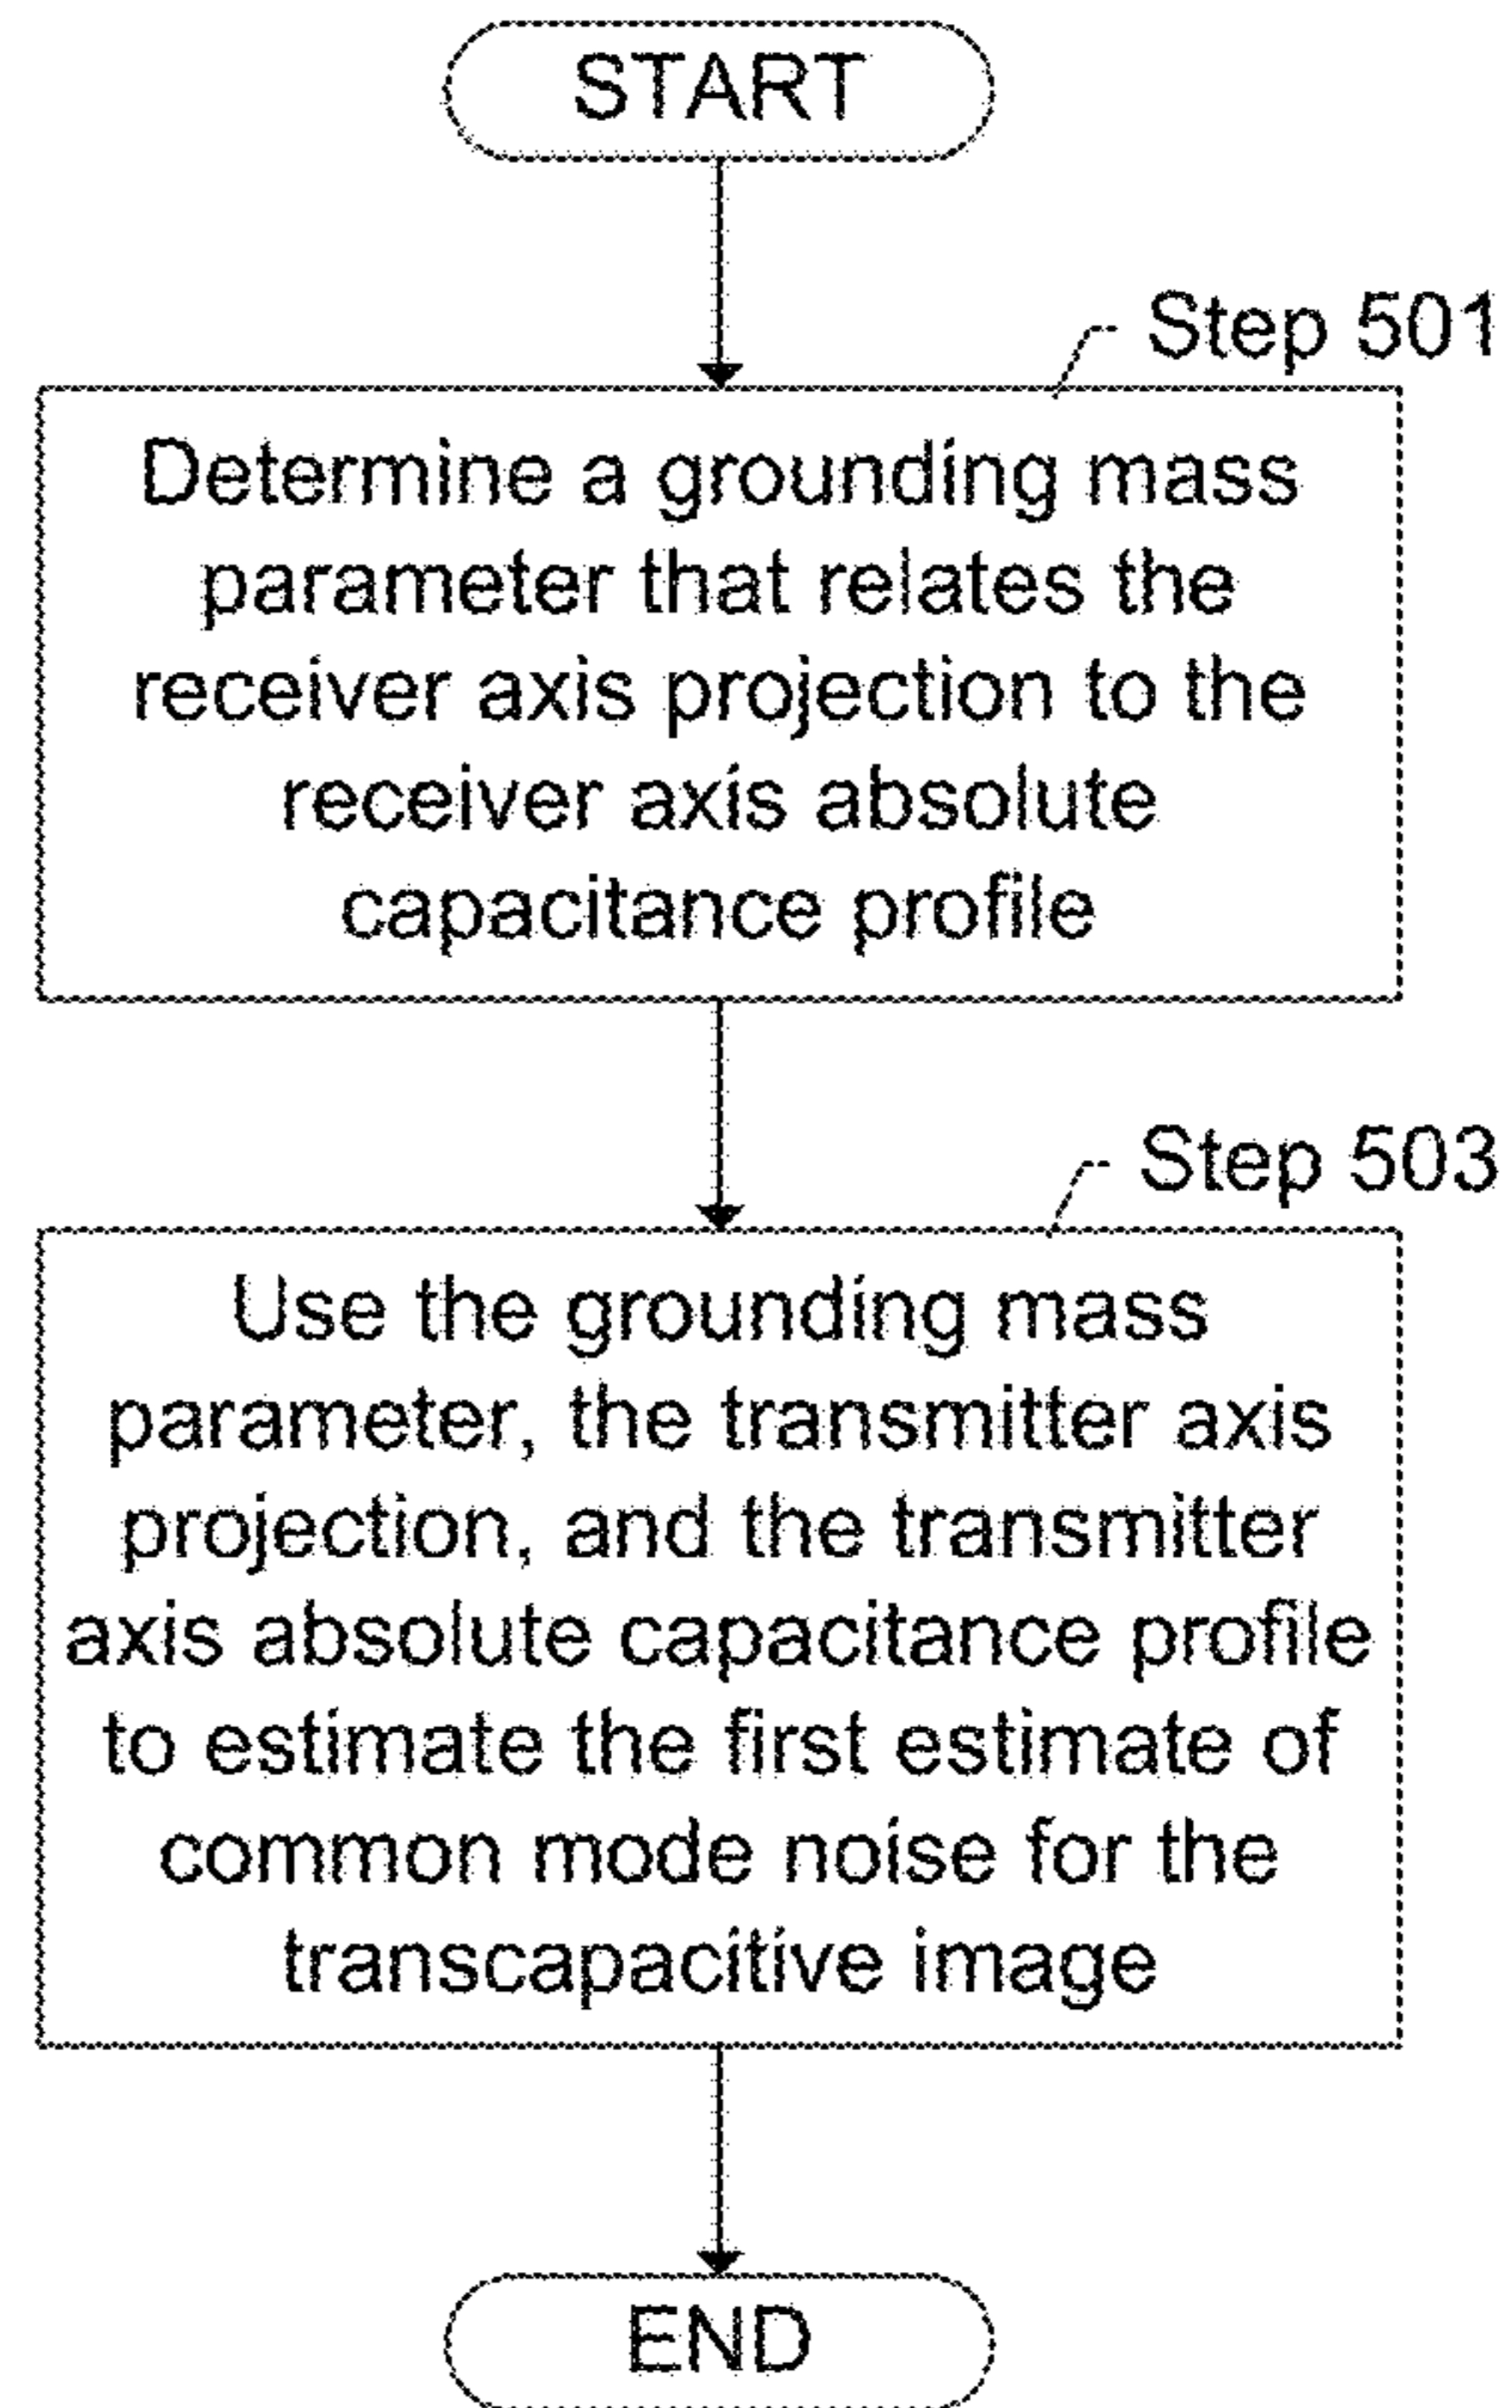 START
Step 501
Determine a grounding mass
parameter that relates the
receiver axis projection to the
receiver axis absolute
capacitance profile
Step 503
Use the grounding mass
parameter, the transmitter axis
projection, and the transmitter
axis absolute capacitance profile
to estimate the first estimate of
common mode noise for the
transcapacitive image
END